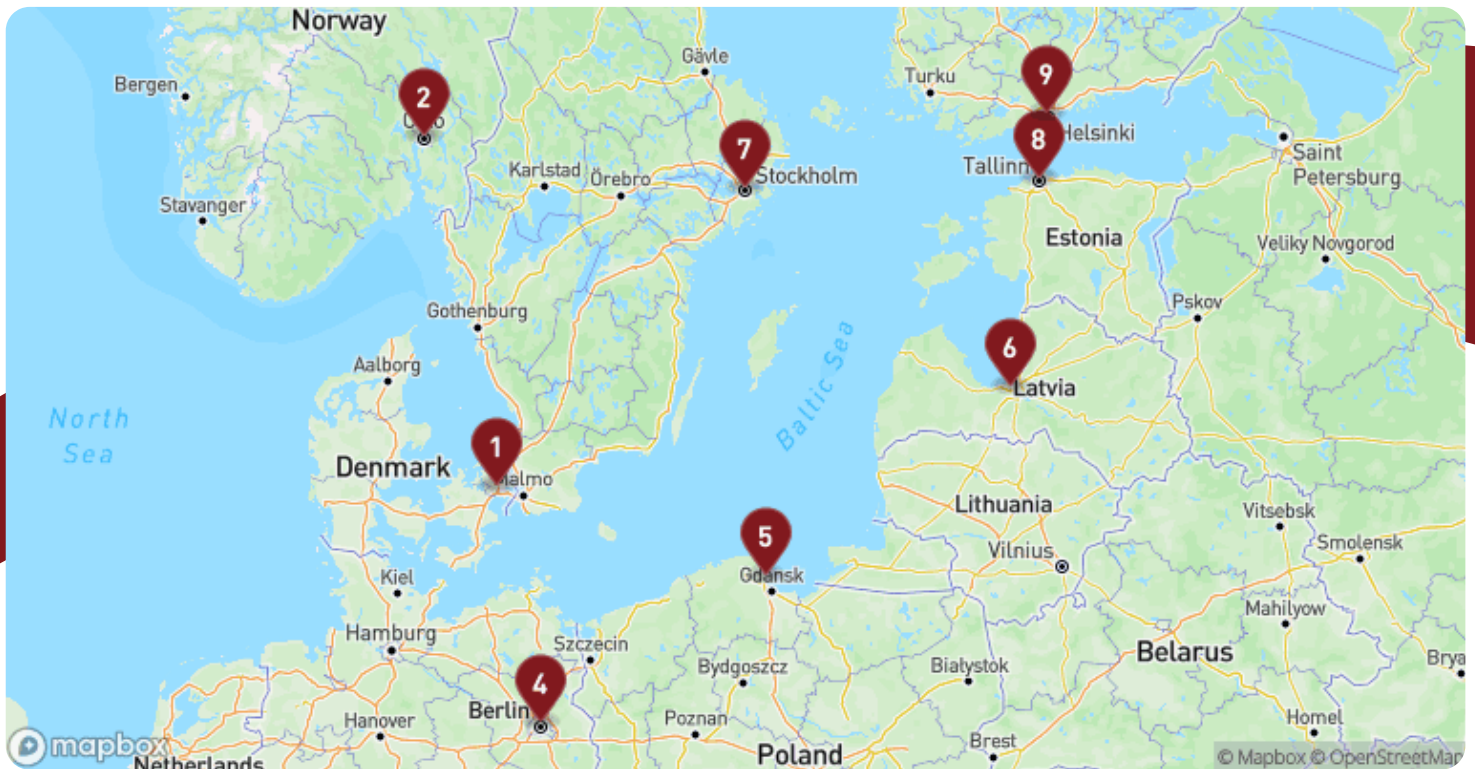 Norway
Gävle
Bergen
Turku
9
2
Helsinki
8
Saint
Petersburg
7
Tallinn
Karlstad
Örebro
Stockholm
Stavanger
Estonia
Veliky Novgorod
Pskov
Gothenburg
Baltic Sea
6
Aalborg
Latvia
North
Sea
1
Denmark
Lithuania
Vitsebsk
5
Vilnius
Smolensk
Kiel
Gdansk
Mahilyow
Hamburg
Szczecin
Belarus
Bydgoszcz
Białystok
4
Berlin
Hanover
Poznan
Homel
mapbox
Poland
Brest
Netherlands
© Mapbox © OpenStreetMap